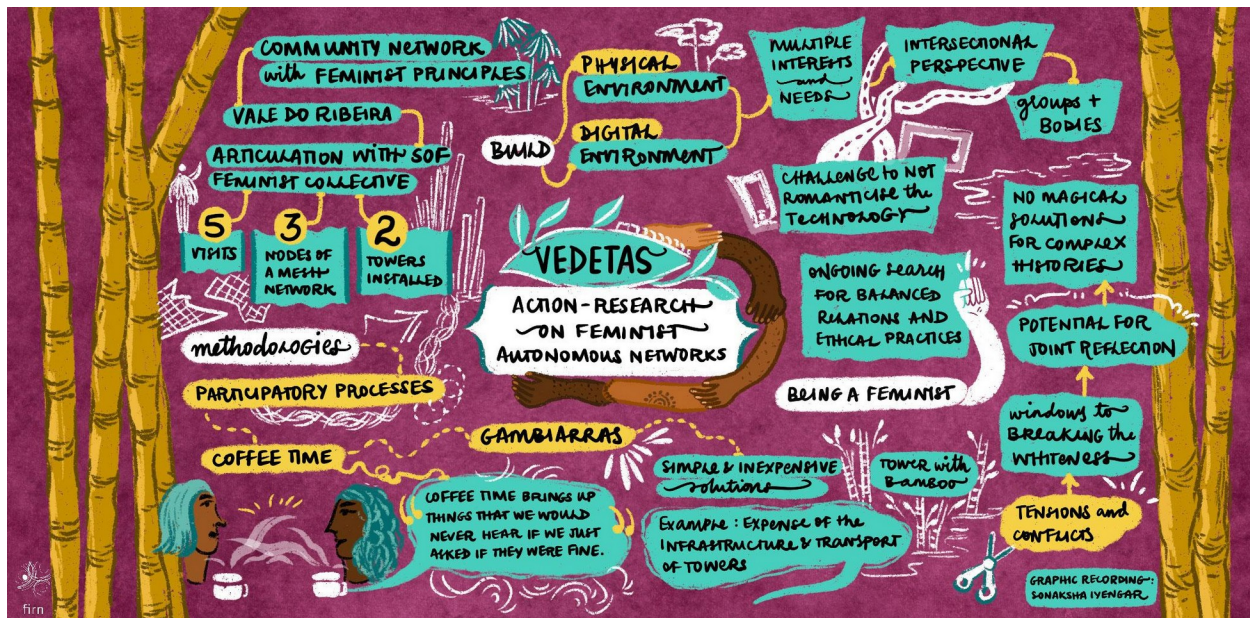 COMMUNITY NETWORK
with FEMINIST PRINCIPLES
VALE DO RIBEIRA
ARTICULATION WITH SOF
FEMINIST COLLECTIVE
5
VISITS
3
NODES OF
A MESH
NETWORK
2
TOWERS
INSTALLED
BUILD
PHYSICAL
ENVIRONMENT
DIGITAL
ENVIRONMENT
MULTIPLE
INTERESTS
and
NEEDS
INTERSECTIONAL
PERSPECTIVE
groups +
BODIES
CHALLENGE TO NOT
ROMANTICISE the
TECHNOLOGY
VEDETAS
ACTION-RESEARCH
ON FEMINIST
AUTONOMOUS NETWORKS
methodologies
PARTICIPATORY PROCESSES
COFFEE TIME
GAMBIARRAS
COFFEE TIME BRINGS UP
THINGS THAT WE WOULD
NEVER HEAR IF WE JUST
ASKED IF THEY WERE FINE.
SIMPLE & INEXPENSIVE
solutions
TOWER with
BAMBOO
Example: EXPENSE OF the
INFRASTRUCTURE & TRANSPORT
OF TOWERS
ONGOING SEARCH
FOR BALANCED
RELATIONS AND
ETHICAL PRACTICES
BEING A FEMINIST
NO MAGICAL
SOLUTIONS
FOR COMPLEX
HISTORIES
POTENTIAL FOR
JOINT REFLECTION
windows to
BREAKING the
WHITENESS
TENSIONS and
CONFLICTS
GRAPHIC RECORDING:
SONAKSHA IYENGAR
firn